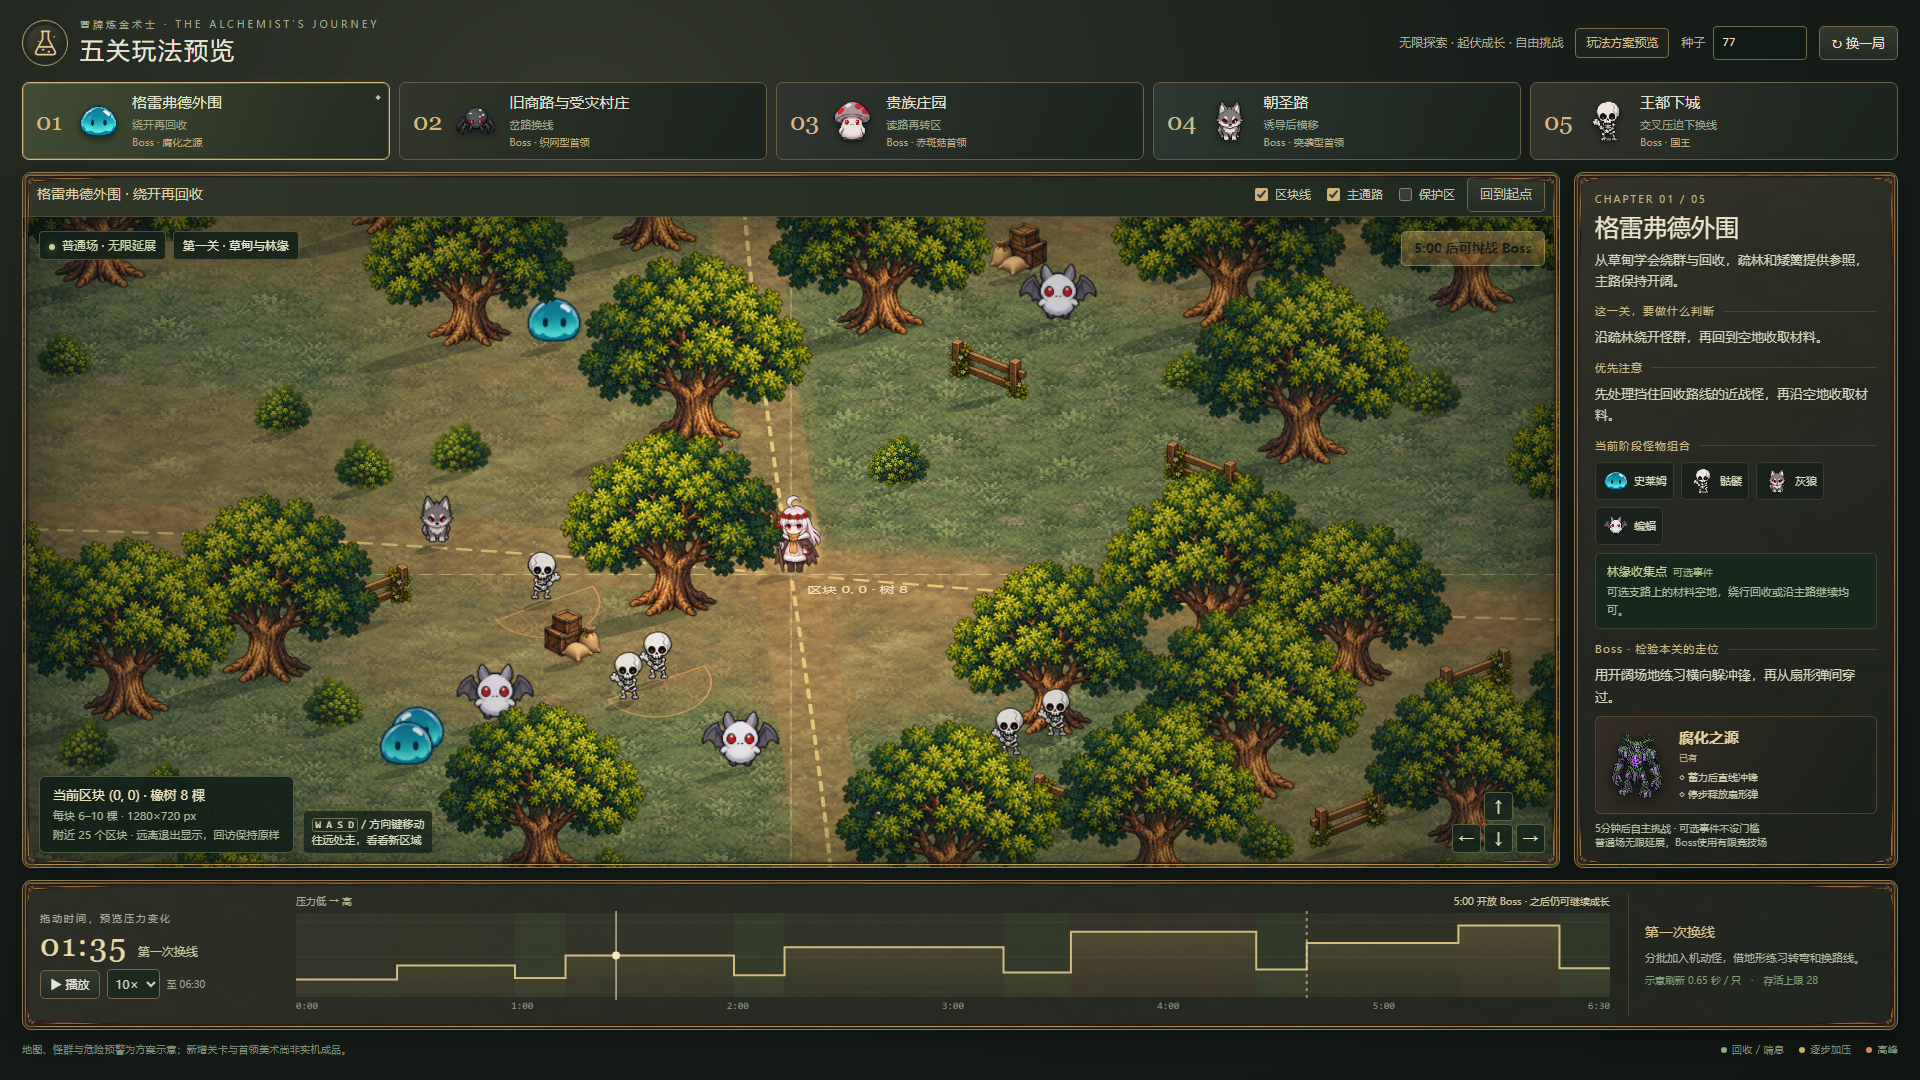 冒牌炼金术士 · THE ALCHEMIST'S JOURNEY
五关玩法预览
无限探索 · 起伏成长 · 自由挑战
玩法方案预览
种子
77
↻ 换一局
01
格雷弗德外围
绕开再回收
Boss · 腐化之源
02
旧商路与受灾村庄
岔路换线
Boss · 织网型首领
03
贵族庄园
读路再转区
Boss · 赤斑菇首领
04
朝圣路
诱导后横移
Boss · 突袭型首领
05
王都下城
交叉压迫下换线
Boss · 国王
格雷弗德外围 · 绕开再回收
区块线
主通路
保护区
回到起点
普通场 · 无限延展
第一关 · 草甸与林缘
5:00 后可挑战 Boss
区块 0, 0 · 树 8
当前区块 (0, 0) · 橡树 8 棵
每块 6–10 棵 · 1280×720 px
附近 25 个区块 · 远离退出显示，回访保持原样
W A S D / 方向键移动
往远处走，看看新区域
↑
← ↓ →
CHAPTER 01 / 05
格雷弗德外围
从草甸学会绕群与回收，疏林和矮篱提供参照，
主路保持开阔。
这一关，要做什么判断
沿疏林绕开怪群，再回到空地收取材料。
优先注意
先处理挡住回收路线的近战怪，再沿空地收取材
料。
当前阶段怪物组合
史莱姆
骷髅
灰狼
蝙蝠
林缘收集点 可选事件
可选支路上的材料空地，绕行回收或沿主路继续均
可。
Boss · 检验本关的走位
用开阔场地练习横向躲冲锋，再从扇形弹间穿
过。
腐化之源
已有
蓄力后直线冲锋
停步释放扇形弹
5分钟后自主挑战 · 可选事件不设门槛
普通场无限延展，Boss使用有限竞技场
拖动时间，预览压力变化
01:35 第一次换线
▶ 播放
10×
至 06:30
压力低 → 高
5:00 开放 Boss · 之后仍可继续成长
0:00
1:00
2:00
3:00
4:00
5:00
6:30
第一次换线
分批加入机动怪，借地形练习转弯和换路线。
示意刷新 0.65 秒 / 只 · 存活上限 28
地图、怪群与危险预警为方案示意；新增关卡与首领美术尚非实机成品。
回收 / 喘息
逐步加压
高峰